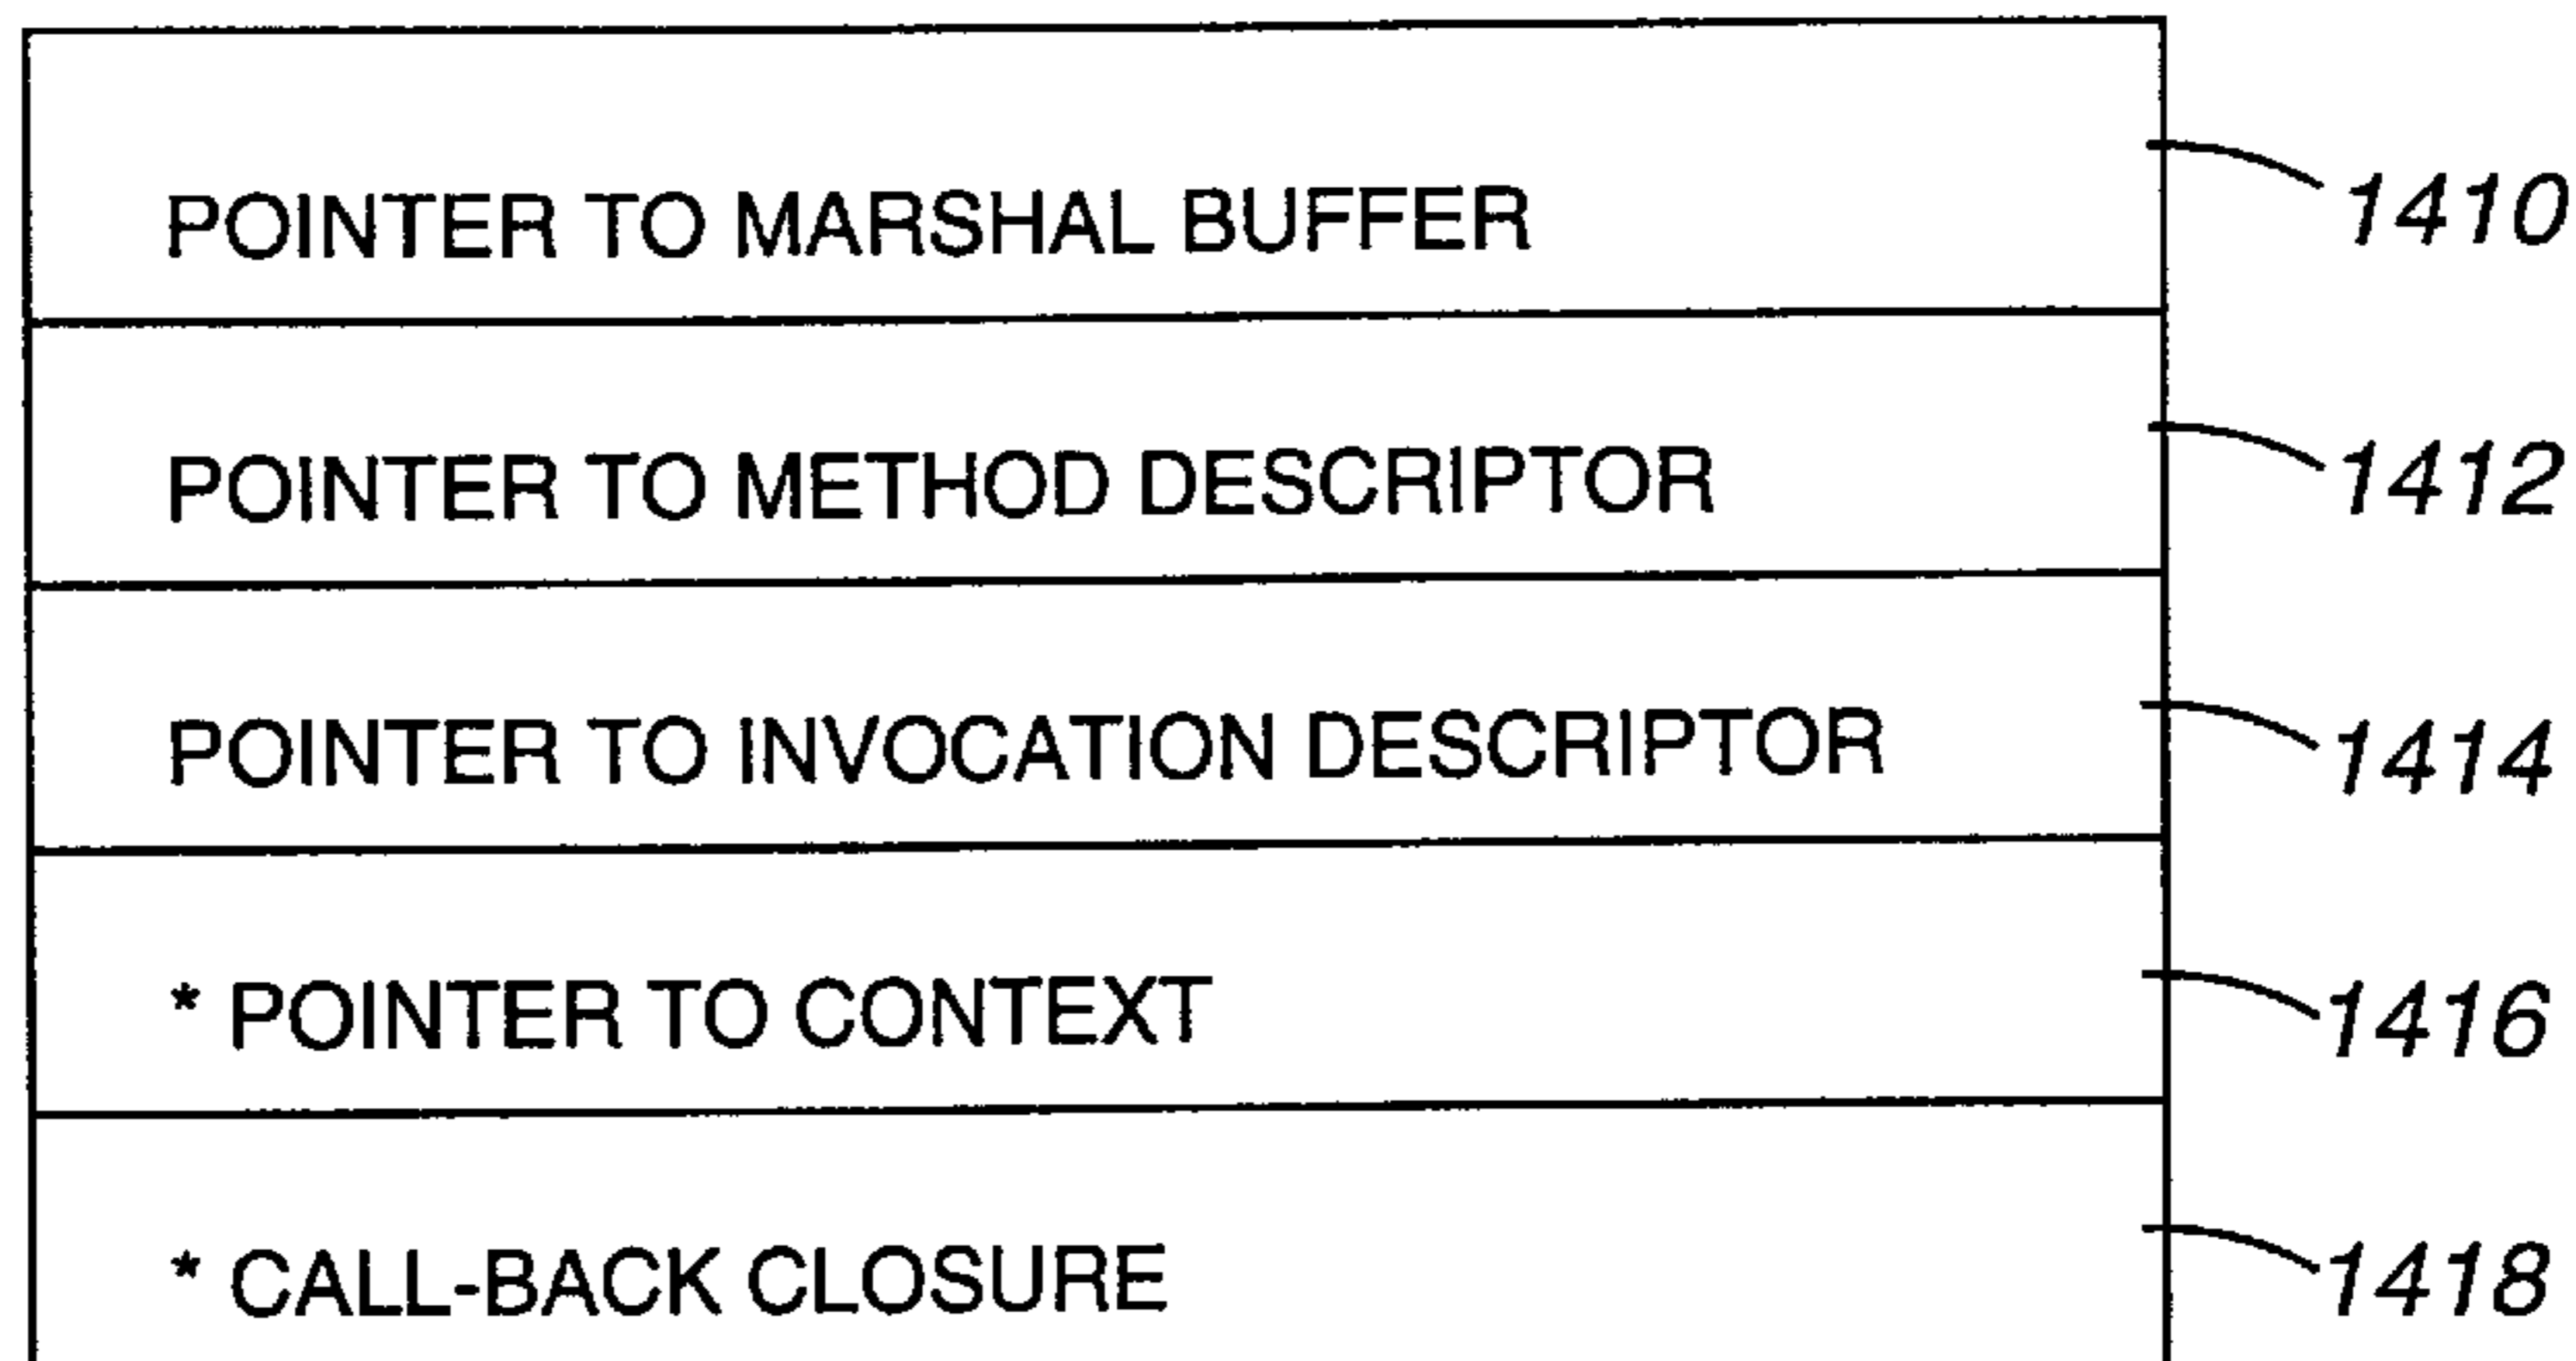 POINTER TO MARSHAL BUFFER 1410
POINTER TO METHOD DESCRIPTOR 1412
POINTER TO INVOCATION DESCRIPTOR 1414
* POINTER TO CONTEXT 1416
* CALL-BACK CLOSURE 1418